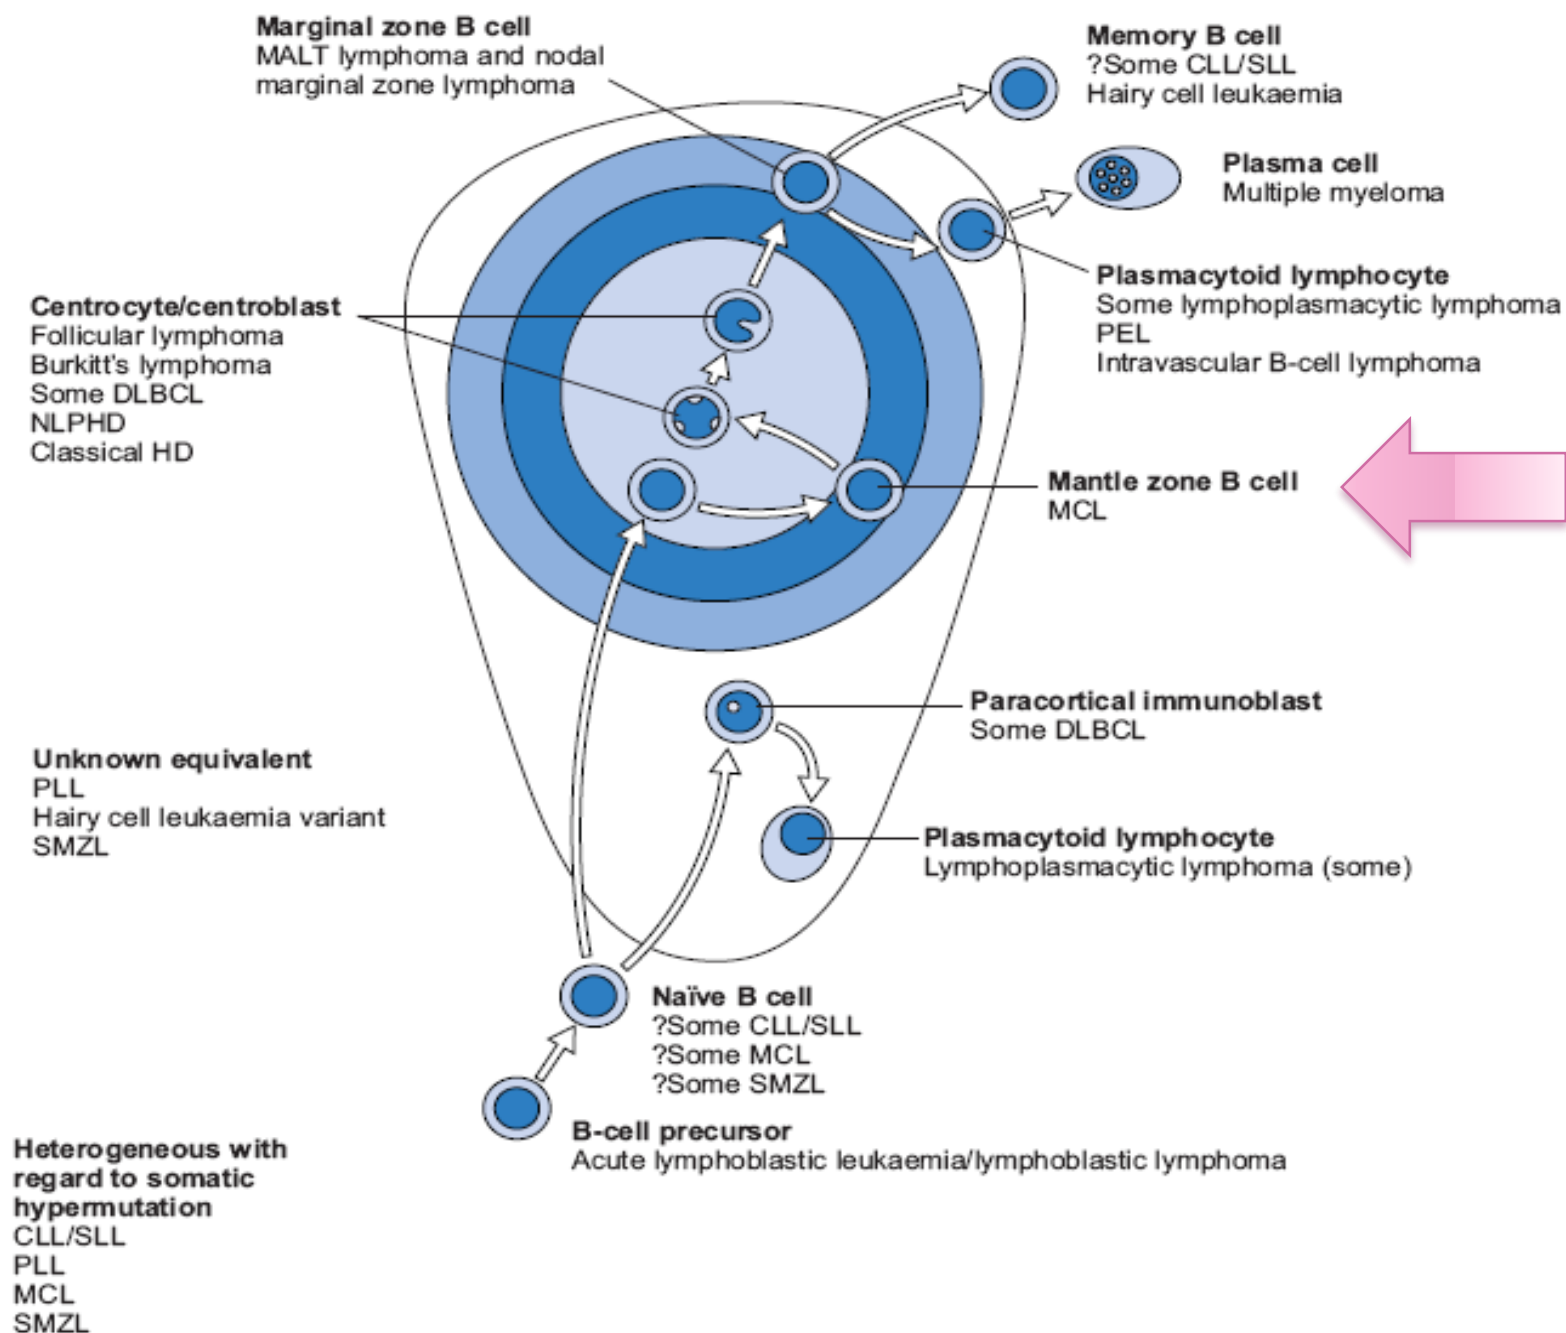 Marginal zone B cell
MALT lymphoma and nodal
marginal zone lymphoma
Memory B cell
?Some CLL/SLL
Hairy cell leukaemia
Plasma cell
Multiple myeloma
Plasmacytoid lymphocyte
Some lymphoplasmacytic lymphoma
PEL
Intravascular B-cell lymphoma
Centrocyte/centroblast
Follicular lymphoma
Burkitt's lymphoma
Some DLBCL
NLPHD
Classical HD
Mantle zone B cell
MCL
Paracortical immunoblast
Some DLBCL
Unknown equivalent
PLL
Hairy cell leukaemia variant
SMZL
Plasmacytoid lymphocyte
Lymphoplasmacytic lymphoma (some)
Naïve B cell
?Some CLL/SLL
?Some MCL
?Some SMZL
B-cell precursor
Acute lymphoblastic leukaemia/lymphoblastic lymphoma
Heterogeneous with
regard to somatic
hypermutation
CLL/SLL
PLL
MCL
SMZL